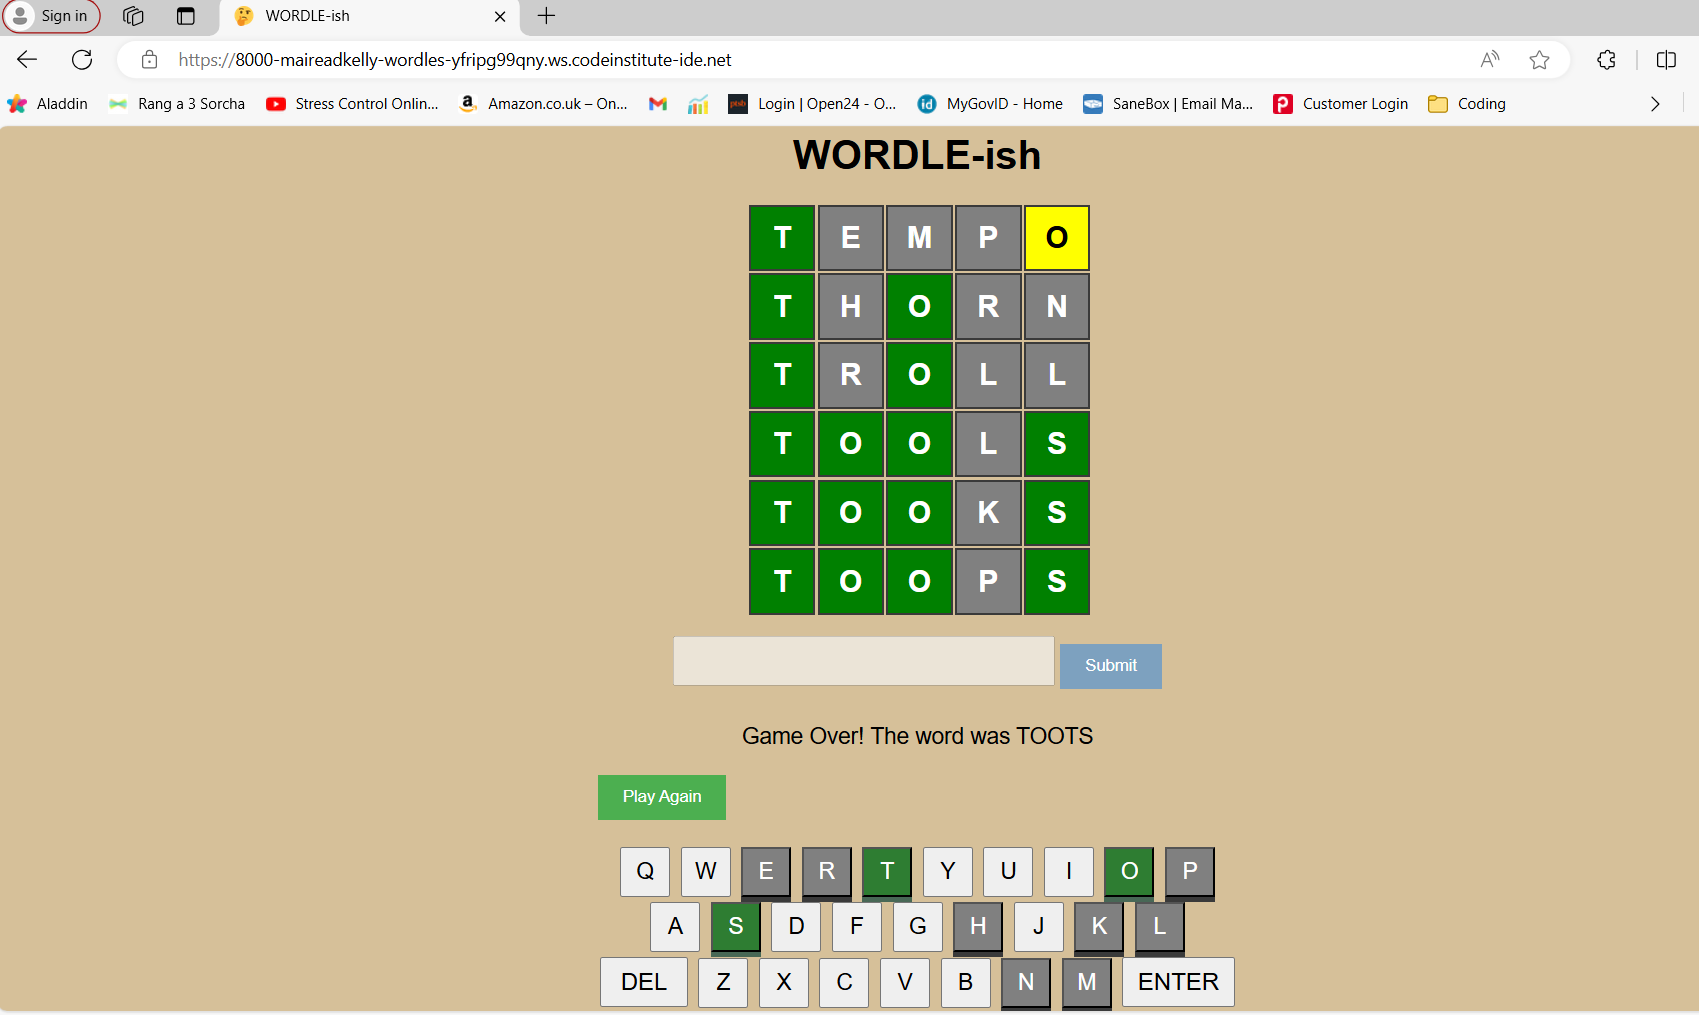 Sign in
WORDLE-ish
https://8000-maireadkelly-wordles-yfripg99qny.ws.codeinstitute-ide.net
Aladdin Rang a 3 Sorcha Stress Control Onlin... Amazon.co.uk – On... Login | Open24 - O... MyGovID - Home SaneBox | Email Ma... Customer Login Coding
WORDLE-ish
T E M P O
T H O R N
T R O L L
T O O L S
T O O K S
T O O P S
Submit
Game Over! The word was TOOTS
Play Again
Q W E R T Y U I O P
A S D F G H J K L
DEL Z X C V B N M ENTER